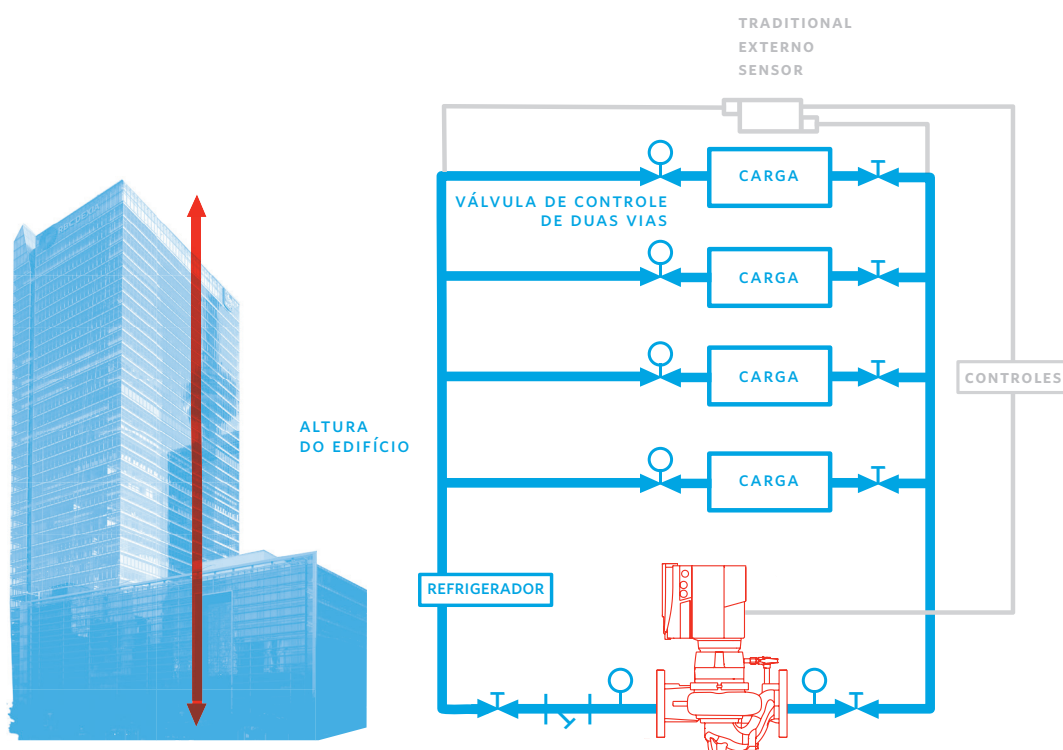 TRADITIONAL
EXTERNO
SENSOR
CARGA
VÁLVULA DE CONTROLE
DE DUAS VIAS
CARGA
CARGA
CONTROLES
ALTURA
DO EDIFÍCIO
CARGA
REFRIGERADOR